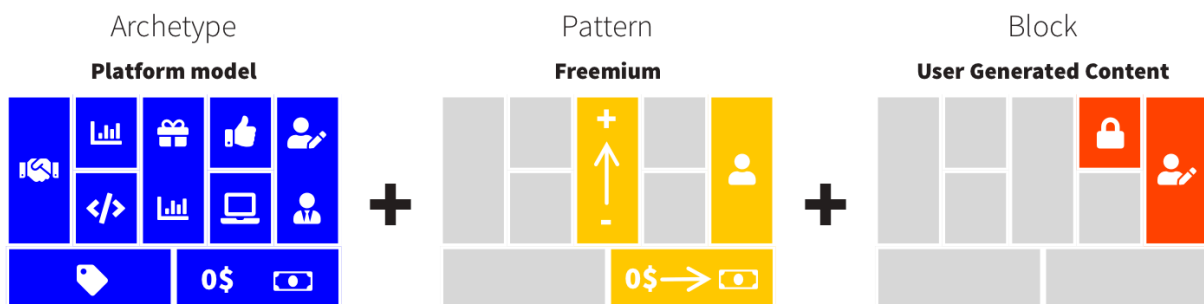 Archetype
Pattern
Block
Platform model
Freemium
User Generated Content
+
-
0$
0$